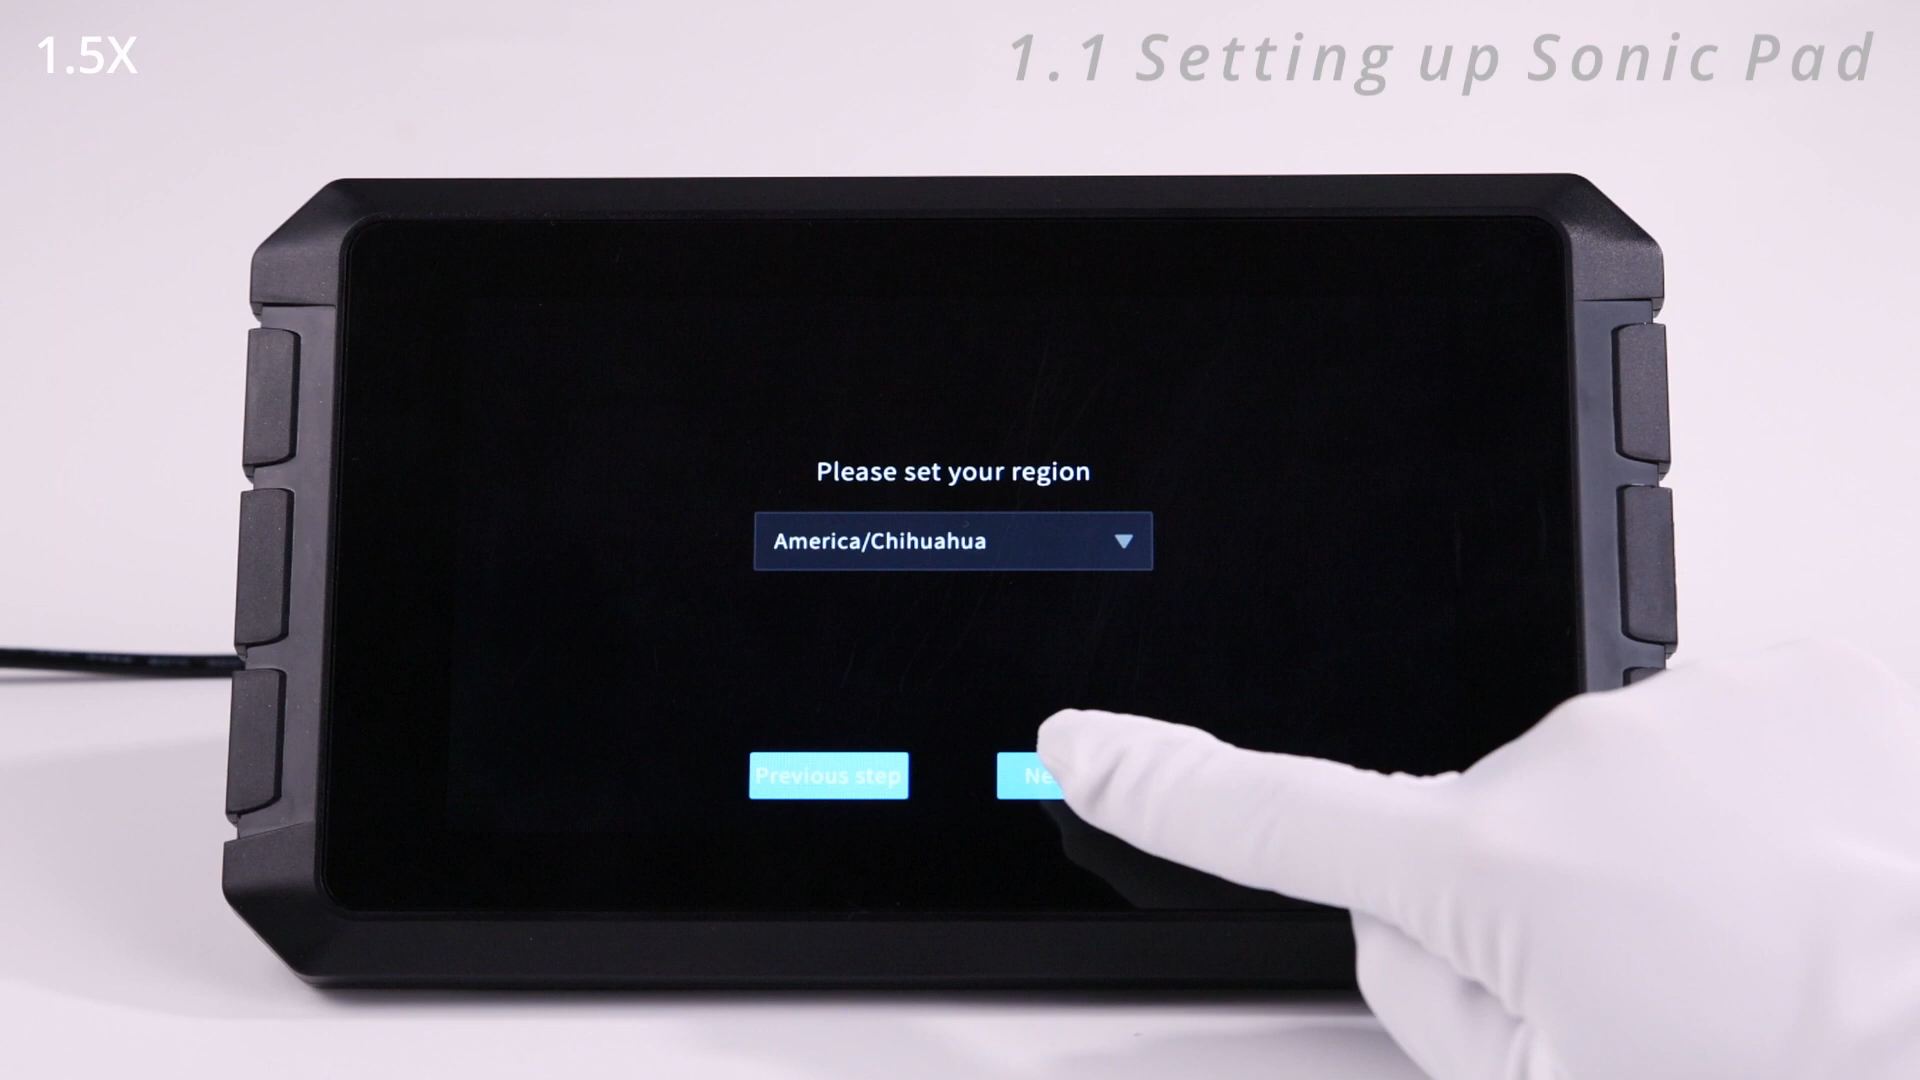 1.5X
1.1 Setting up Sonic Pad
Please set your region
America/Chihuahua
Previous step